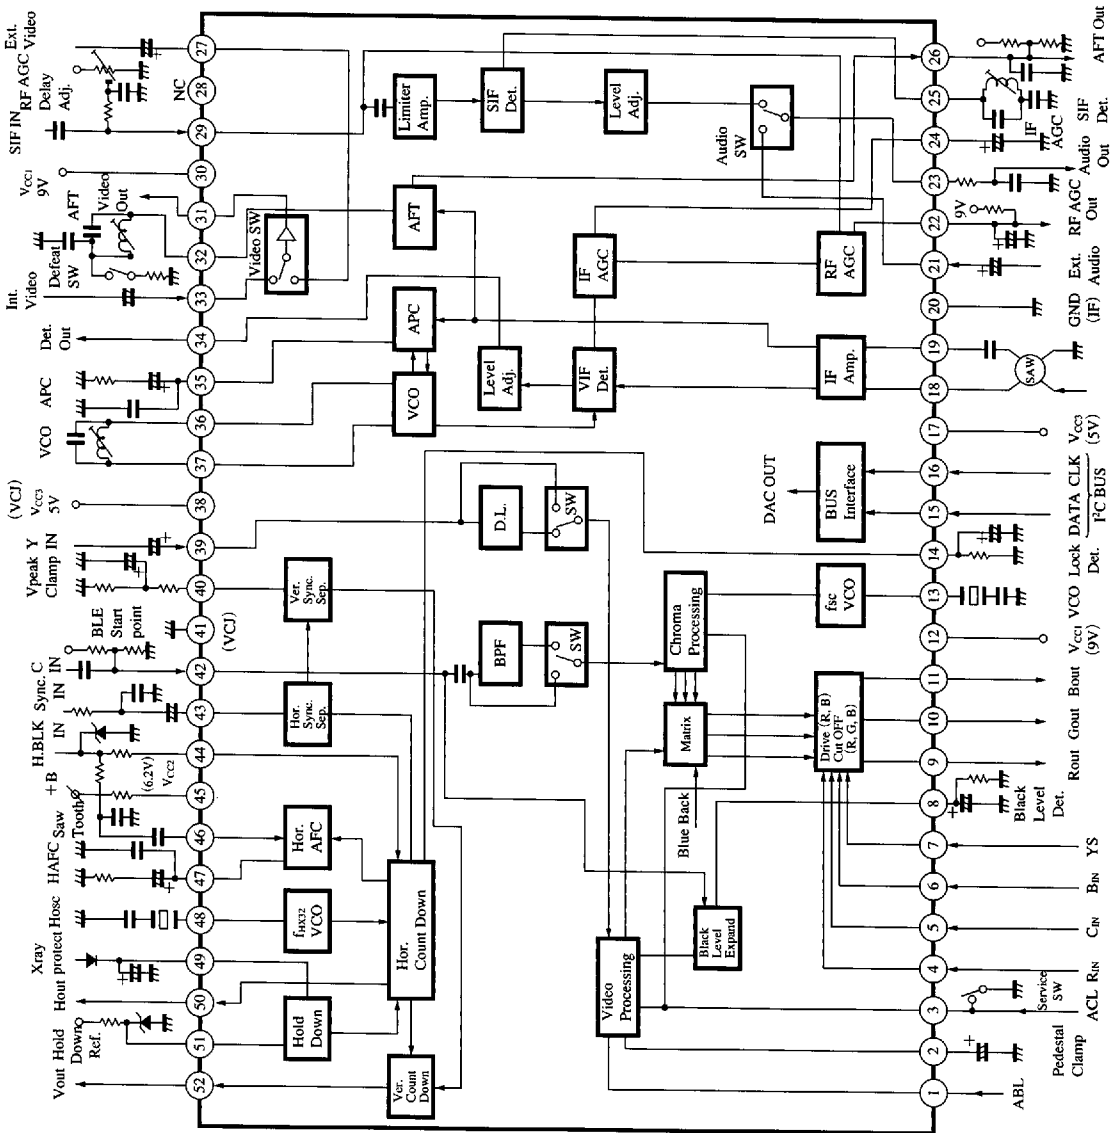 Ext.
Video
27
NC
28
RF AGC
Delay
Adj.
SIF IN
29
30
Vcc1
9V
Video
Out
31
AFT
32
Defeat
SW
Int.
Video
33
Det.
Out
34
APC
35
36
VCO
37
(VCJ)
Vcc3
5V
38
Y
IN
39
Vpeak
Clamp
40
41
(VCJ)
BLE
Start
point
C
IN
42
Sync.
IN
43
H.BLK
IN
44
+B
(6.2V)
Vcc2
45
Saw
Tooth
46
HAFC
47
Hosc
48
Xray
protect
49
Hout
50
Hold
Down
Ref.
51
Vout
52
Limiter
Amp.
SIF
Det.
Level
Adj.
Audio
SW
AFT
Video SW
IF
AGC
RF
AGC
APC
VCO
Level
Adj.
VIF
Det.
IF
Amp.
D.L.
SW
DAC OUT
BUS
Interface
Ver.
Sync.
Sep.
Hor.
Sync.
Sep.
BPF
SW
Chroma
Processing
fsc
VCO
Matrix
Drive (R, B)
Cut OFF
(R, G, B)
Blue Back
Hor.
AFC
fHX32
VCO
Hor.
Count Down
Hold
Down
Ver.
Count
Down
Black
Level
Expand
Video
Processing
26
AFT Out
25
SIF
Det.
24
IF
AGC
23
Audio
Out
22
9V
RF AGC
Out
21
Ext.
Audio
20
GND
(IF)
19
SAW
18
17
Vcc3
(5V)
16
CLK
15
DATA
I²C BUS
14
Lock
Det.
13
VCO
12
Vcc1
(9V)
11
Bout
10
Gout
9
Rout
8
Black
Level
Det.
7
YS
6
BIN
5
CIN
4
RIN
3
Service
SW
ACL
2
Pedestal
Clamp
1
ABL